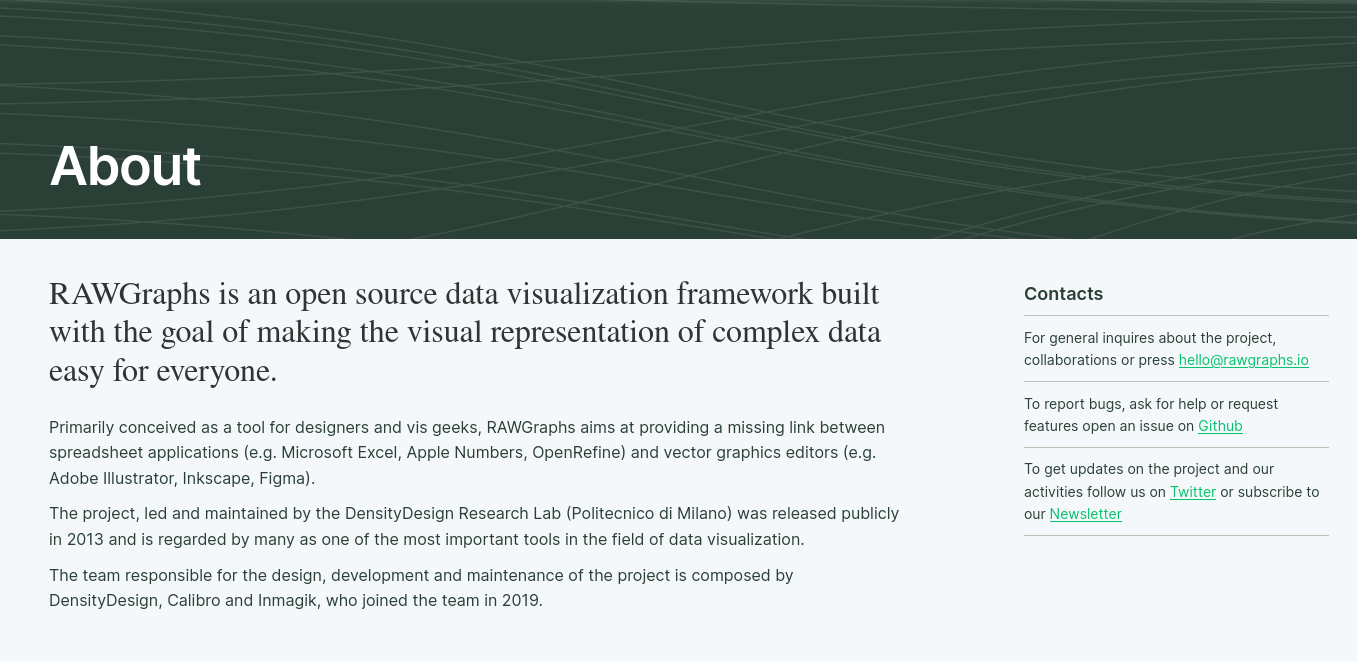 About
RAWGraphs is an open source data visualization framework built
with the goal of making the visual representation of complex data
easy for everyone.
Primarily conceived as a tool for designers and vis geeks, RAWGraphs aims at providing a missing link between
spreadsheet applications (e.g. Microsoft Excel, Apple Numbers, OpenRefine) and vector graphics editors (e.g.
Adobe Illustrator, Inkscape, Figma).
The project, led and maintained by the DensityDesign Research Lab (Politecnico di Milano) was released publicly
in 2013 and is regarded by many as one of the most important tools in the field of data visualization.
The team responsible for the design, development and maintenance of the project is composed by
DensityDesign, Calibro and Inmagik, who joined the team in 2019.
Contacts
For general inquires about the project,
collaborations or press hello@rawgraphs.io
To report bugs, ask for help or request
features open an issue on Github
To get updates on the project and our
activities follow us on Twitter or subscribe to
our Newsletter